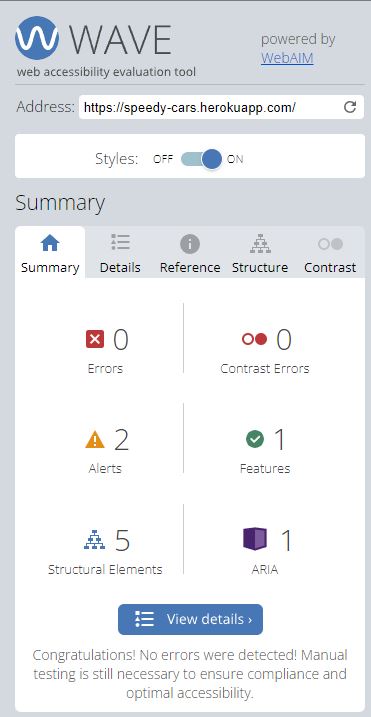 WAVE
powered by
WebAIM
web accessibility evaluation tool
Address: https://speedy-cars.herokuapp.com/
Styles: OFF ON
Summary
Summary Details Reference Structure Contrast
0 0
Errors Contrast Errors
2 1
Alerts Features
5 1
Structural Elements ARIA
View details ›
Congratulations! No errors were detected! Manual
testing is still necessary to ensure compliance and
optimal accessibility.